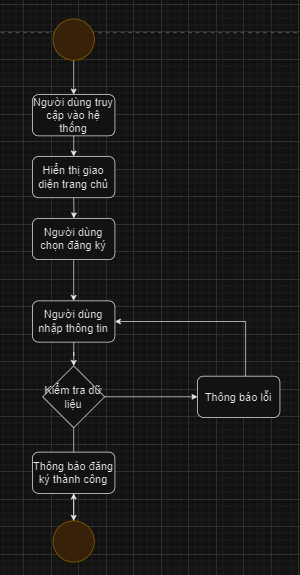 Người dùng truy
cập vào hệ
thống
Hiển thị giao
diện trang chủ
Người dùng
chọn đăng ký
Người dùng
nhập thông tin
Kiểm tra dữ
liệu
Thông báo lỗi
Thông báo đăng
ký thành công